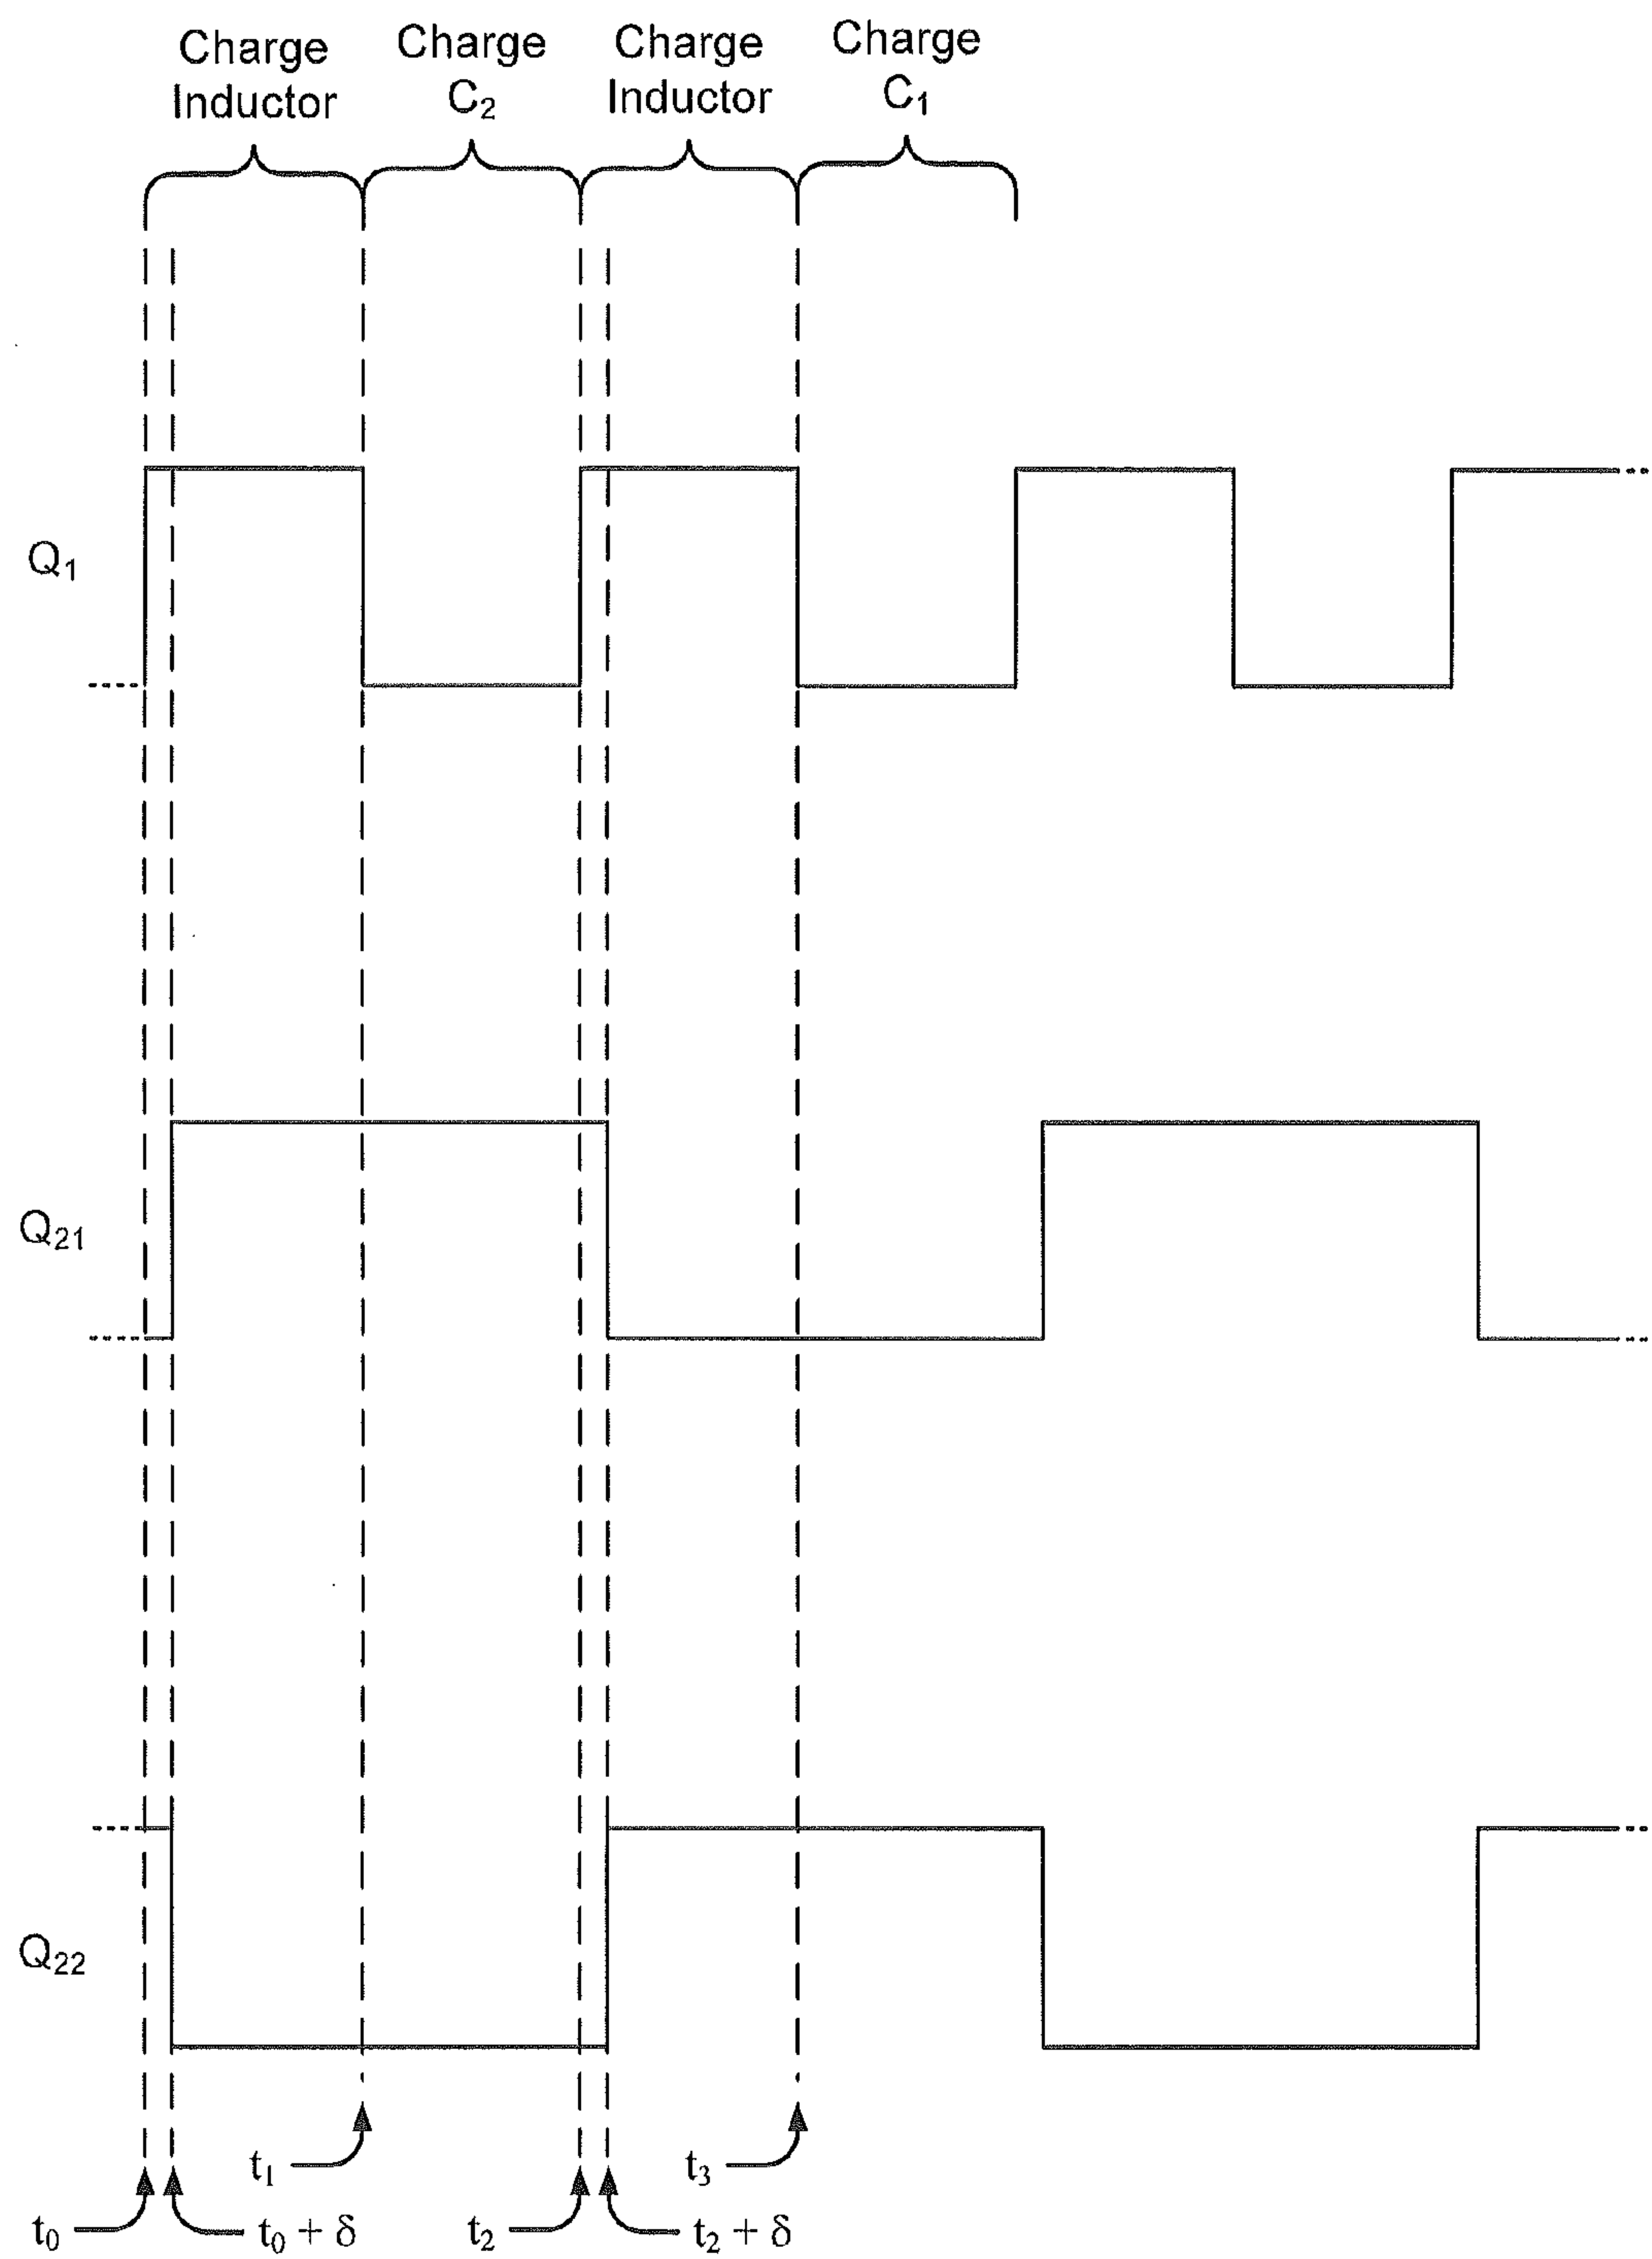 Charge
Inductor
Charge
C₂
Charge
Inductor
Charge
C₁
Q₁
Q₂₁
Q₂₂
t₁
t₃
t₀
t₀ + δ
t₂
t₂ + δ